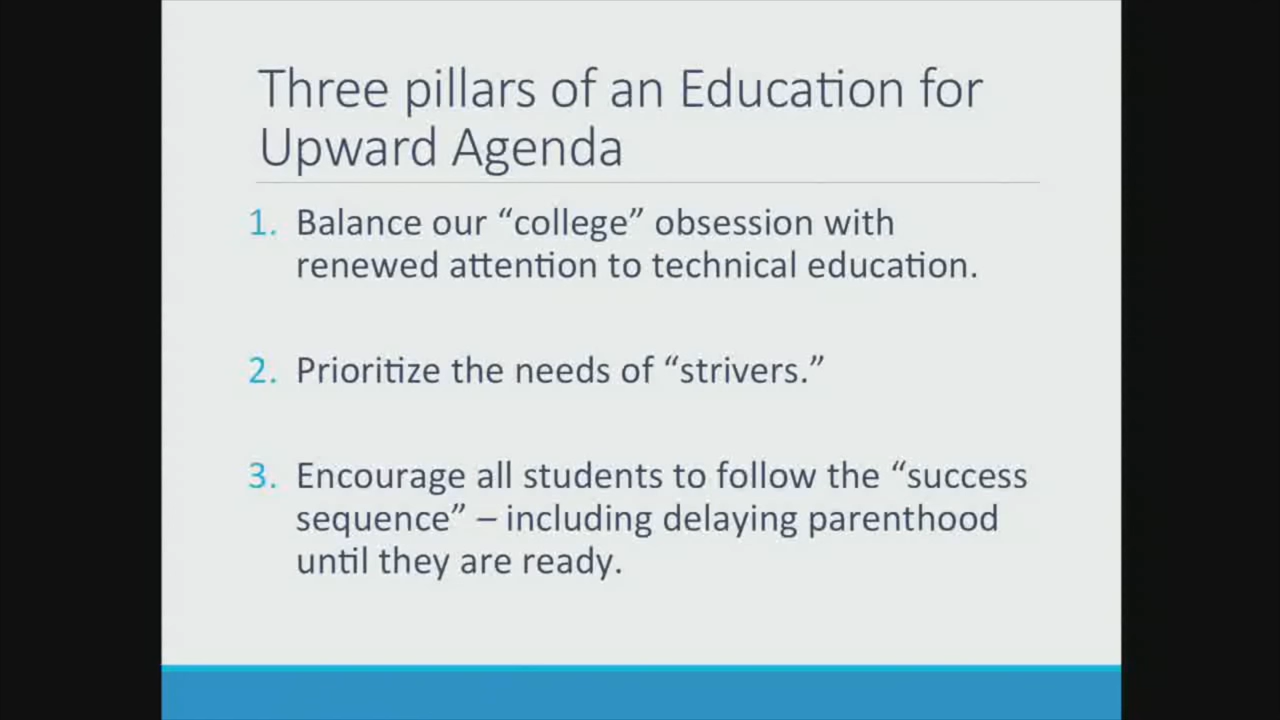 Three pillars of an Education for
Upward Agenda
1. Balance our “college” obsession with
renewed attention to technical education.
2. Prioritize the needs of “strivers.”
3. Encourage all students to follow the “success
sequence” – including delaying parenthood
until they are ready.